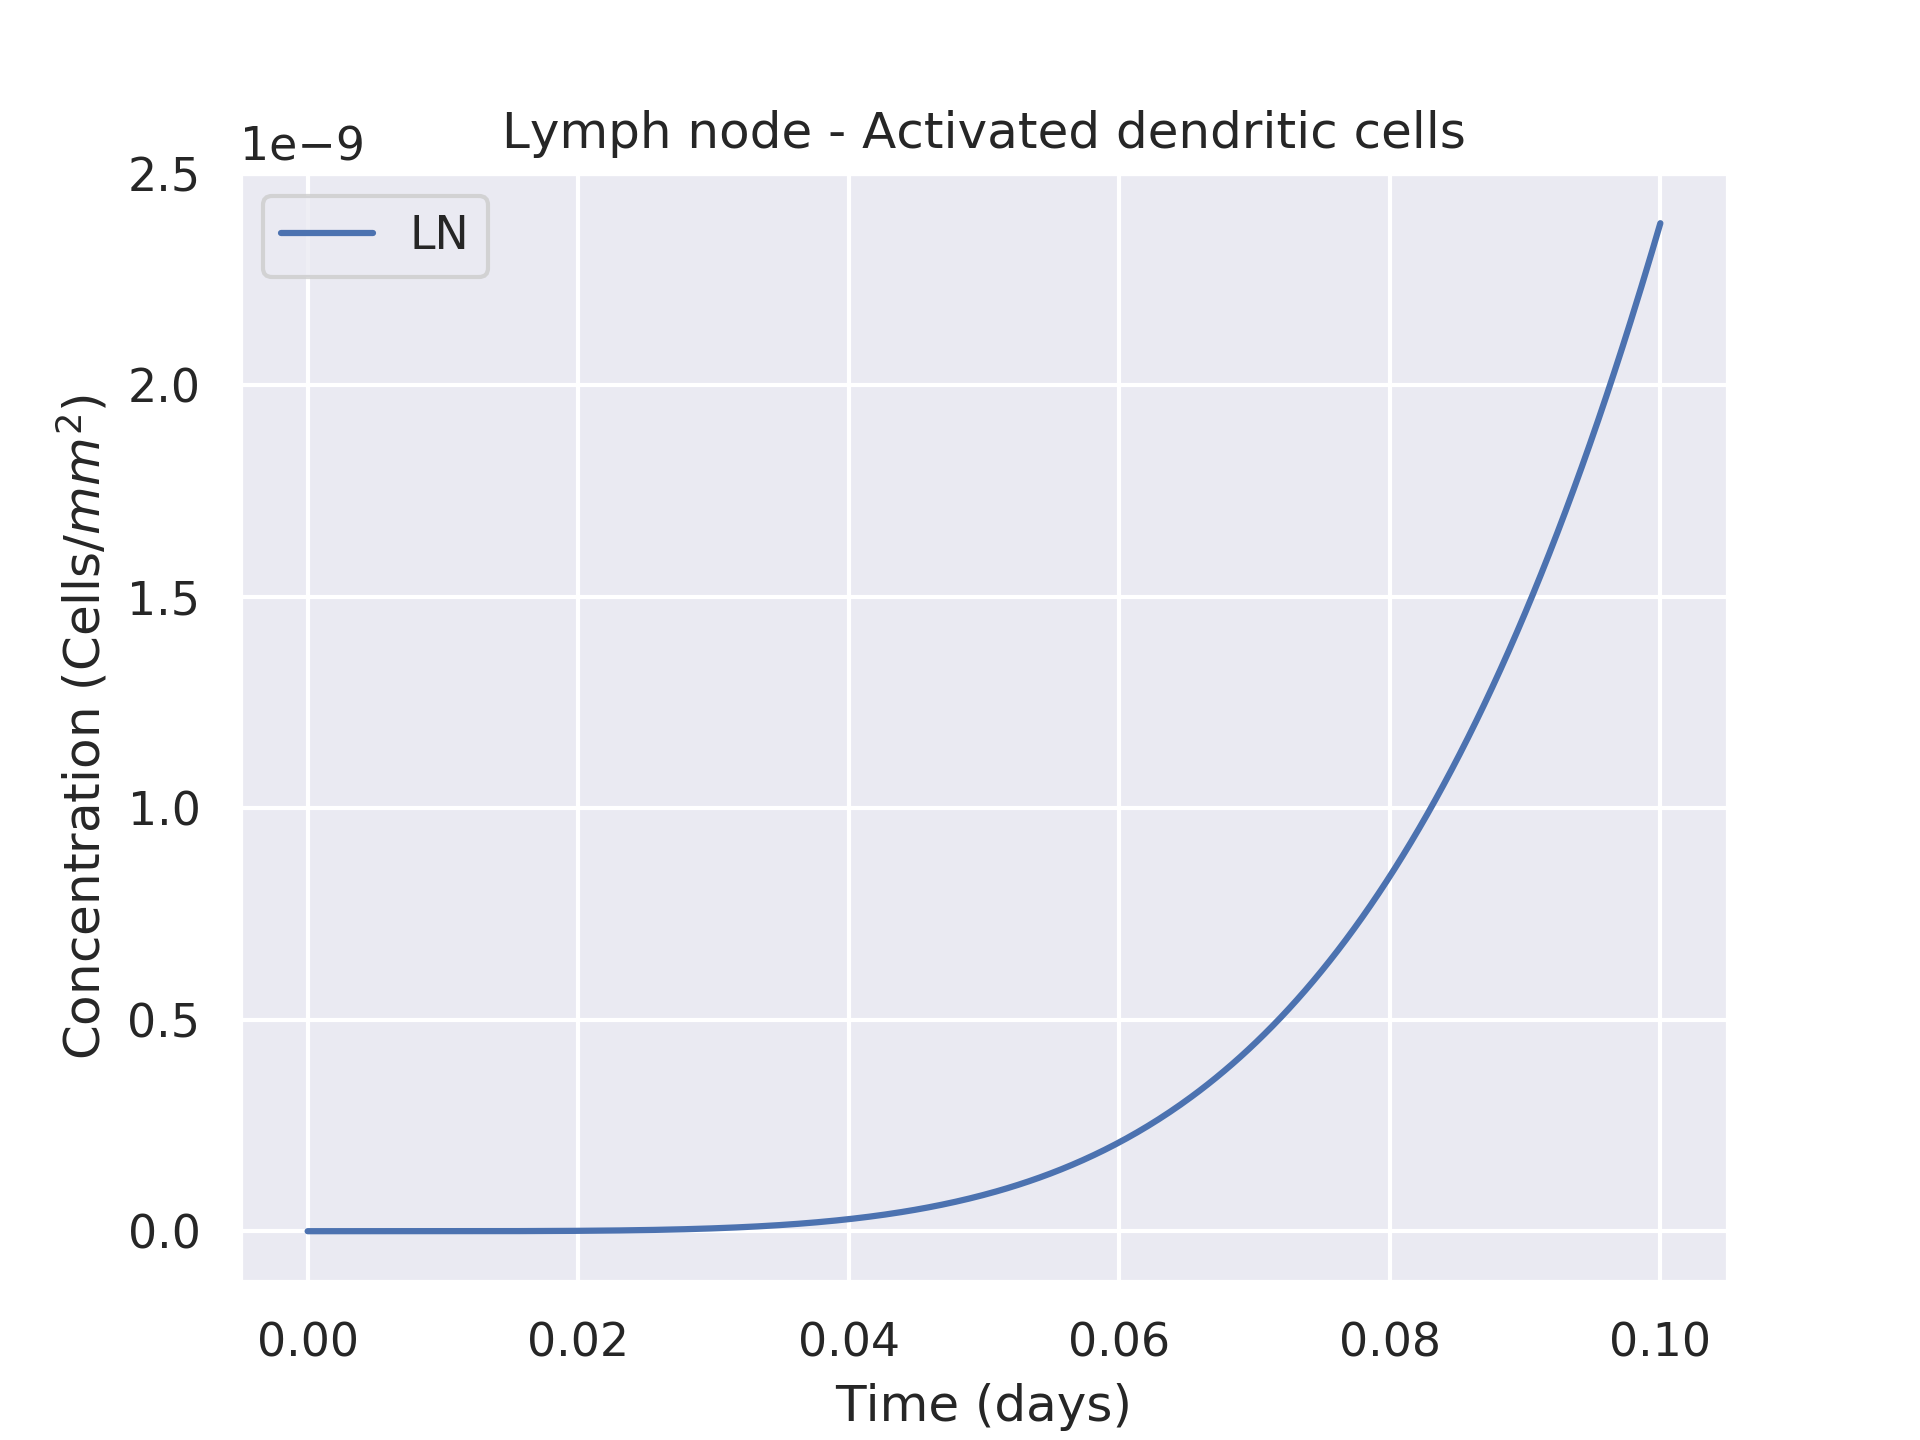 Lymph node - Activated dendritic cells
1e−9
LN
2.5
2.0
1.5
1.0
0.5
0.0
Concentration (Cells/mm²)
0.00 0.02 0.04 0.06 0.08 0.10
Time (days)